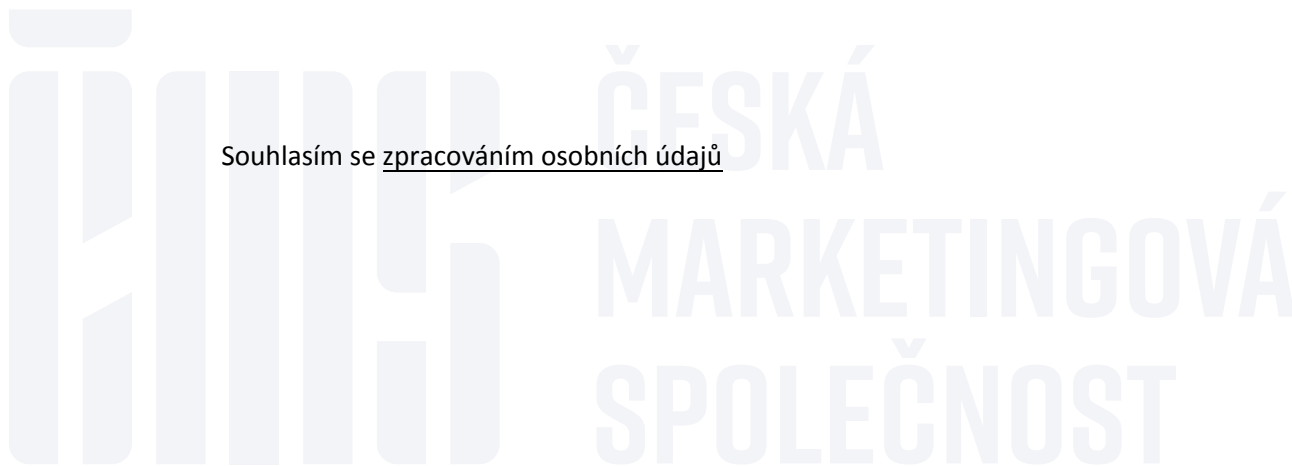 ČESKÁ
Souhlasím se zpracováním osobních údajů
MARKETINGOVÁ
SPOLEČNOST